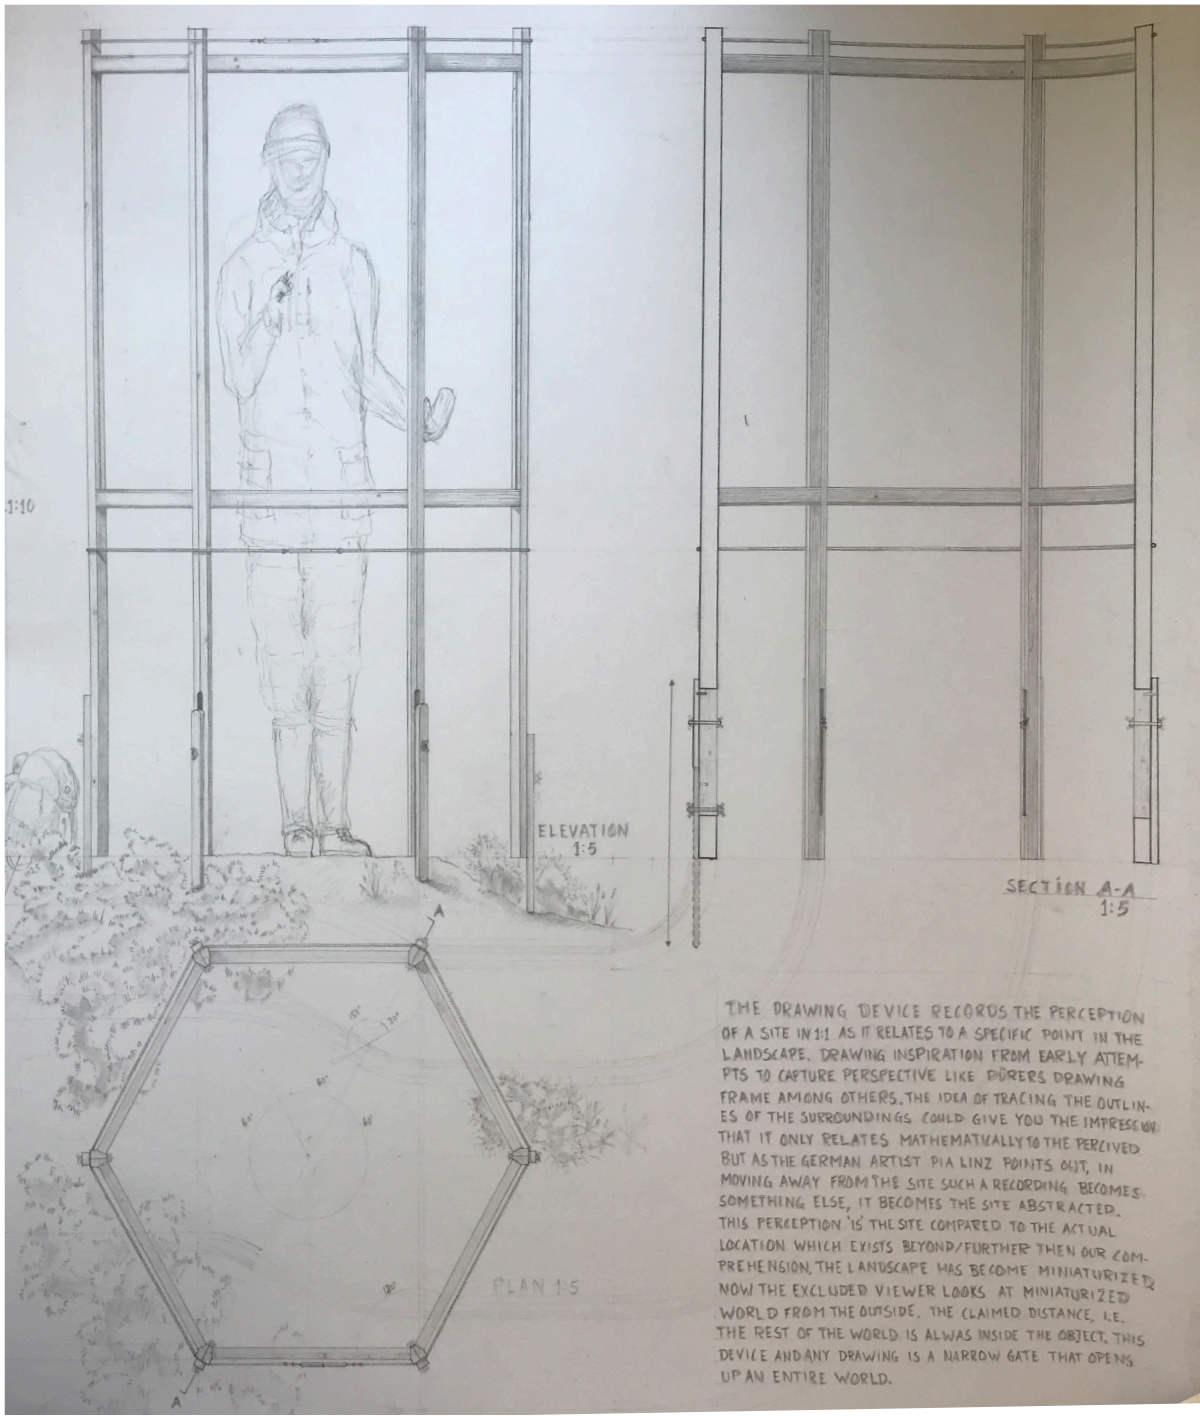 1:10
ELEVATION
1:5
SECTION A-A
1:5
A
THE DRAWING DEVICE RECORDS THE PERCEPTION
OF A SITE IN 1:1 AS IT RELATES TO A SPECIFIC POINT IN THE
LANDSCAPE. DRAWING INSPIRATION FROM EARLY ATTEM-
PTS TO CAPTURE PERSPECTIVE LIKE DÜRERS DRAWING
FRAME AMONG OTHERS. THE IDEA OF TRACING THE OUTLIN-
ES OF THE SURROUNDINGS COULD GIVE YOU THE IMPRESSION
THAT IT ONLY RELATES MATHEMATICALLY TO THE PERCIVED
BUT AS THE GERMAN ARTIST PIA LINZ POINTS OUT, IN
MOVING AWAY FROM THE SITE SUCH A RECORDING BECOMES
SOMETHING ELSE, IT BECOMES THE SITE ABSTRACTED.
THIS PERCEPTION 'IS' THE SITE COMPARED TO THE ACTUAL
LOCATION WHICH EXISTS BEYOND/FURTHER THEN OUR COM-
PREHENSION. THE LANDSCAPE HAS BECOME MINIATURIZED
NOW THE EXCLUDED VIEWER LOOKS AT MINIATURIZED
WORLD FROM THE OUTSIDE. THE CLAIMED DISTANCE, I.E.
THE REST OF THE WORLD IS ALWAS INSIDE THE OBJECT. THIS
DEVICE AND ANY DRAWING IS A NARROW GATE THAT OPENS
UP AN ENTIRE WORLD.
60°
60°
PLAN 1:5
A